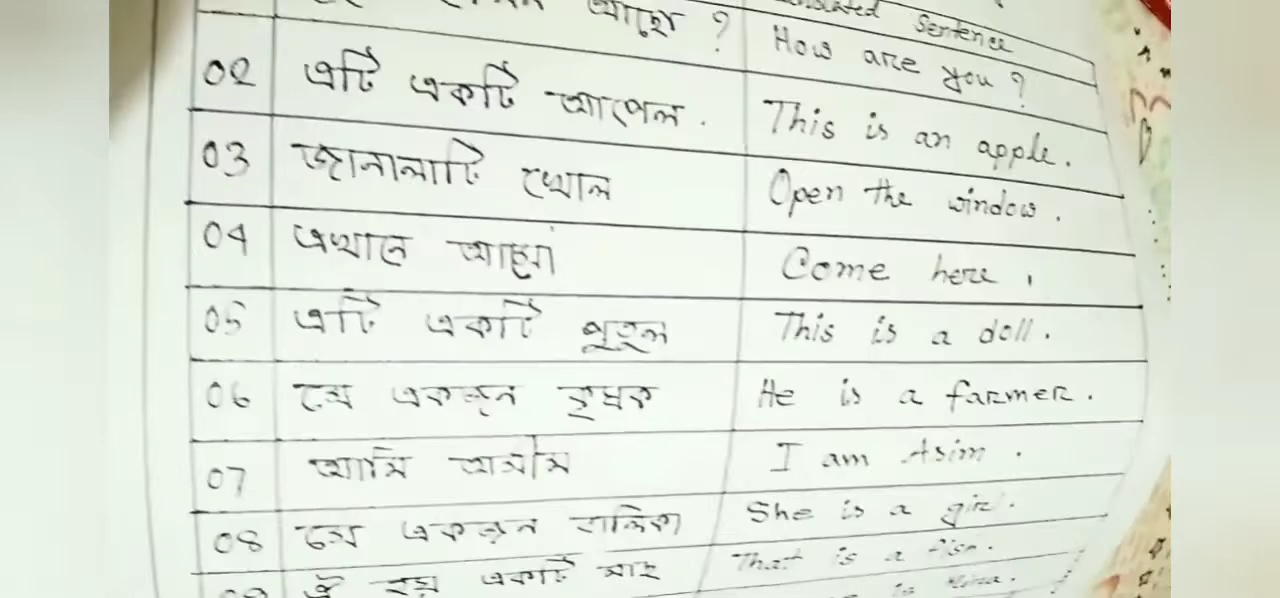 আছো ? Sentence
How are you ?
02 এটি একটি আপেল . This is an apple .
03 জানালাটি খোল Open the window .
04 এখানে আসো Come here .
05 এটি একটি পুতুল This is a doll .
06 সে একজন কৃষক He is a farmer .
07 আমি অসীম I am Asim .
08 সে একজন বালিকা She is a girl .
একটি মাছ That is a fish .
is